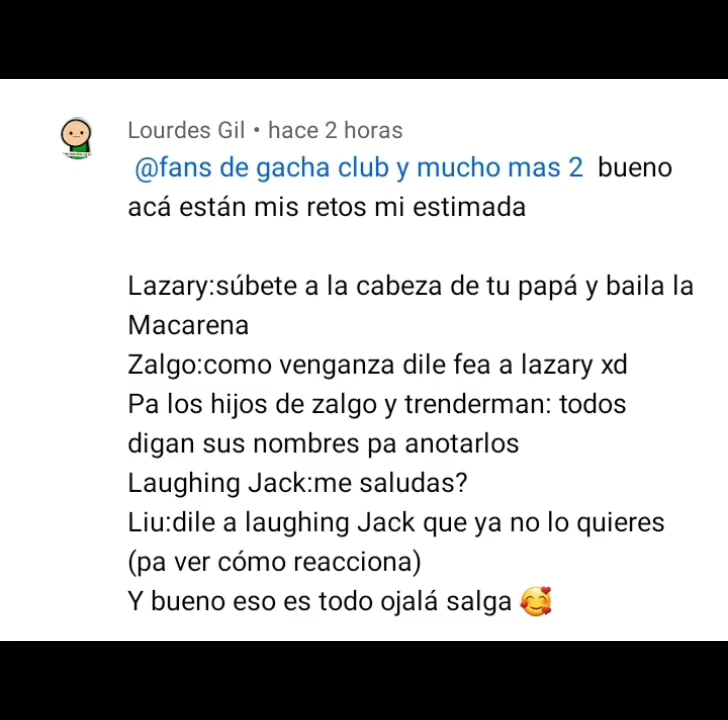 Lourdes Gil • hace 2 horas
@fans de gacha club y mucho mas 2 bueno
acá están mis retos mi estimada
Lazary:súbete a la cabeza de tu papá y baila la
Macarena
Zalgo:como venganza dile fea a lazary xd
Pa los hijos de zalgo y trenderman: todos
digan sus nombres pa anotarlos
Laughing Jack:me saludas?
Liu:dile a laughing Jack que ya no lo quieres
(pa ver cómo reacciona)
Y bueno eso es todo ojalá salga 🥰